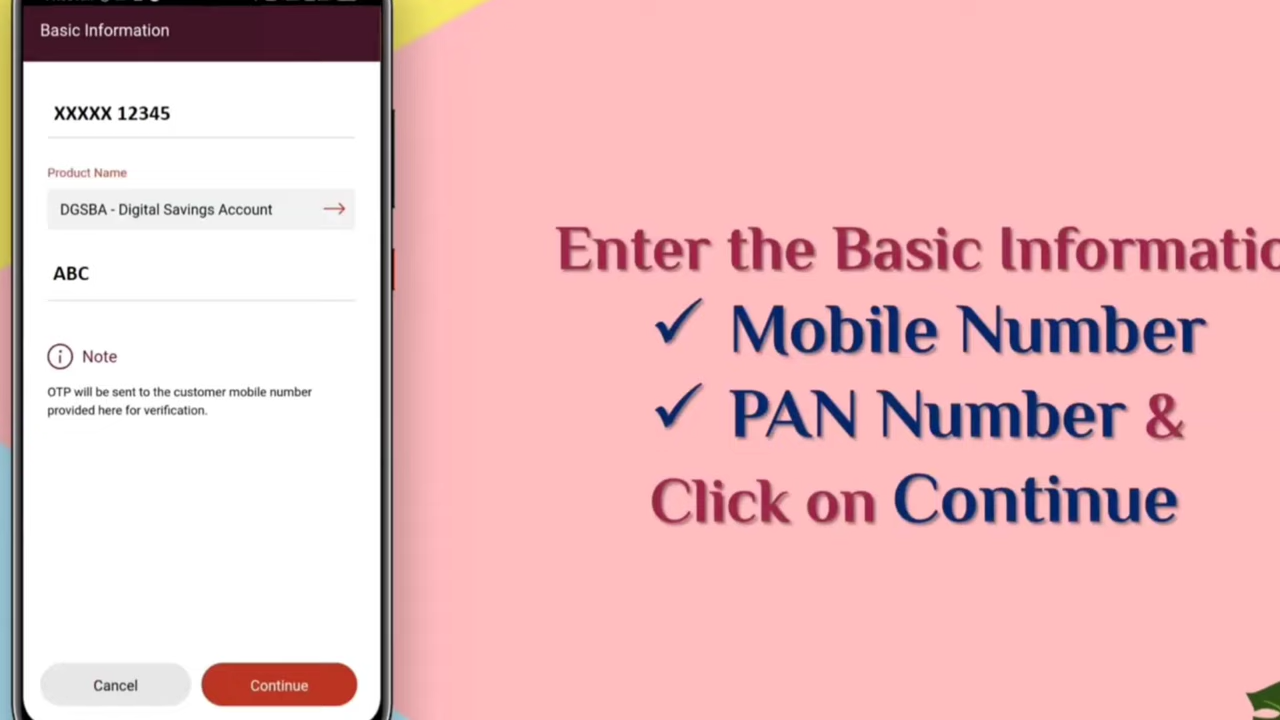 Basic Information
XXXXX 12345
Product Name
DGSBA - Digital Savings Account
ABC
Note
OTP will be sent to the customer mobile number
provided here for verification.
Cancel
Continue
Enter the Basic Informatio
✓ Mobile Number
✓ PAN Number &
Click on Continue